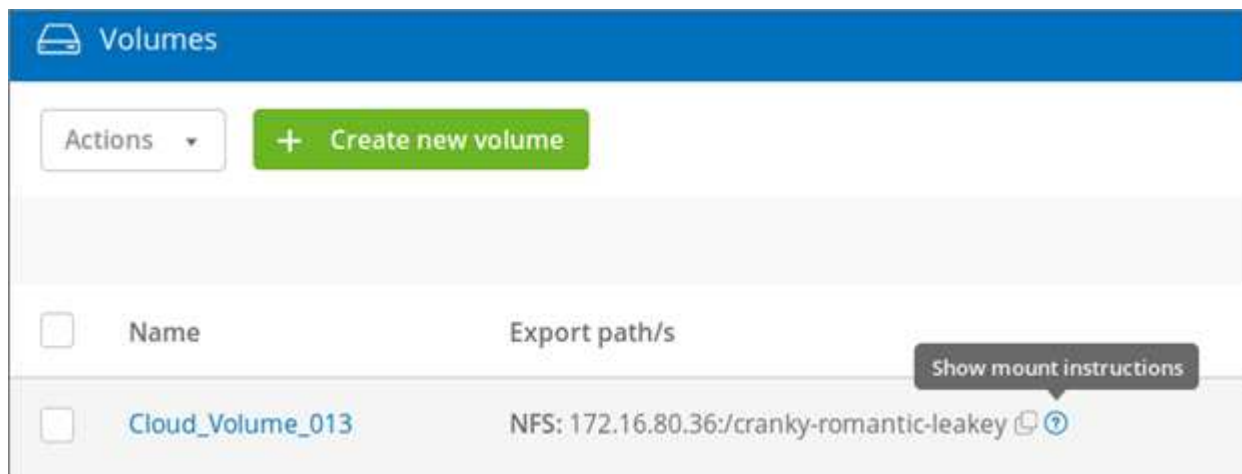 Volumes
Actions
+ Create new volume
Name Export path/s
Show mount instructions
Cloud_Volume_013 NFS: 172.16.80.36:/cranky-romantic-leakey